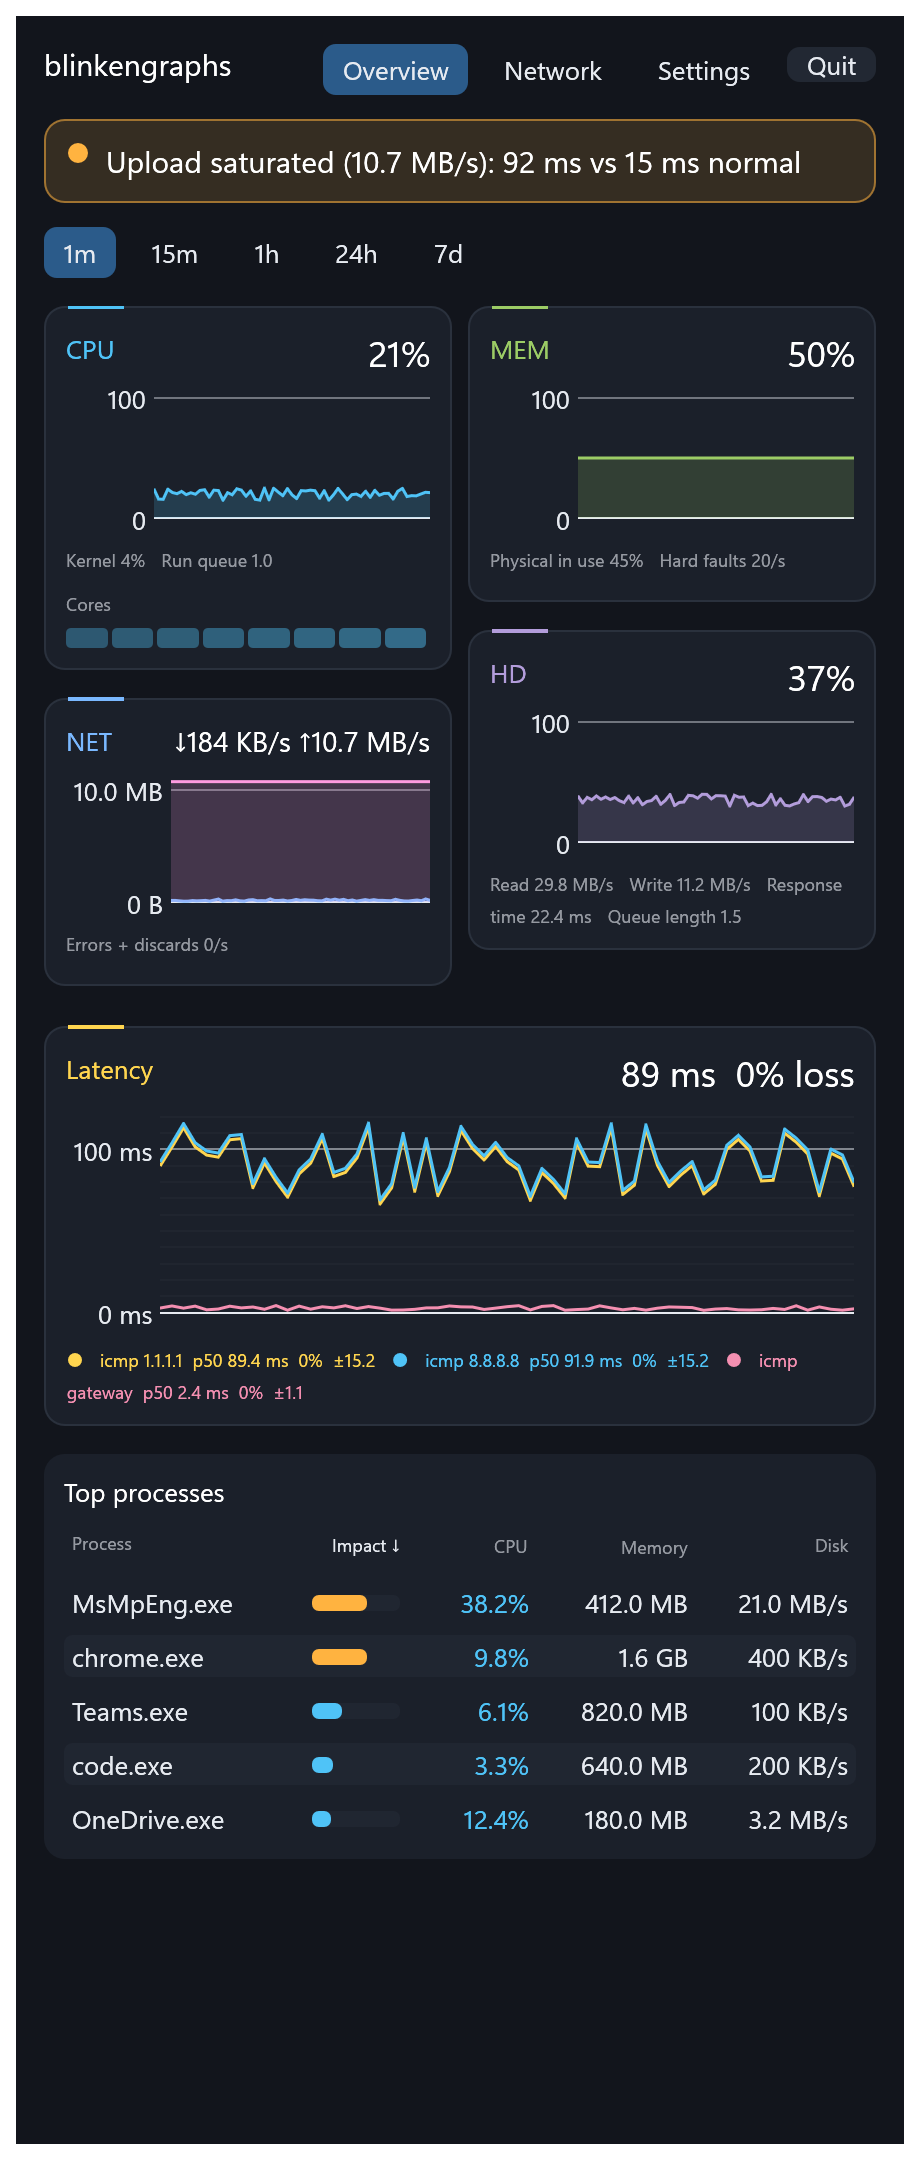 blinkengraphs Overview Network Settings Quit
Upload saturated (10.7 MB/s): 92 ms vs 15 ms normal
1m 15m 1h 24h 7d
CPU 21%
100
0
Kernel 4% Run queue 1.0
Cores
MEM 50%
100
0
Physical in use 45% Hard faults 20/s
NET ↓184 KB/s ↑10.7 MB/s
10.0 MB
0 B
Errors + discards 0/s
HD 37%
100
0
Read 29.8 MB/s Write 11.2 MB/s Response
time 22.4 ms Queue length 1.5
Latency 89 ms 0% loss
100 ms
0 ms
icmp 1.1.1.1 p50 89.4 ms 0% ±15.2 icmp 8.8.8.8 p50 91.9 ms 0% ±15.2 icmp
gateway p50 2.4 ms 0% ±1.1
Top processes
Process Impact ↓ CPU Memory Disk
MsMpEng.exe 38.2% 412.0 MB 21.0 MB/s
chrome.exe 9.8% 1.6 GB 400 KB/s
Teams.exe 6.1% 820.0 MB 100 KB/s
code.exe 3.3% 640.0 MB 200 KB/s
OneDrive.exe 12.4% 180.0 MB 3.2 MB/s